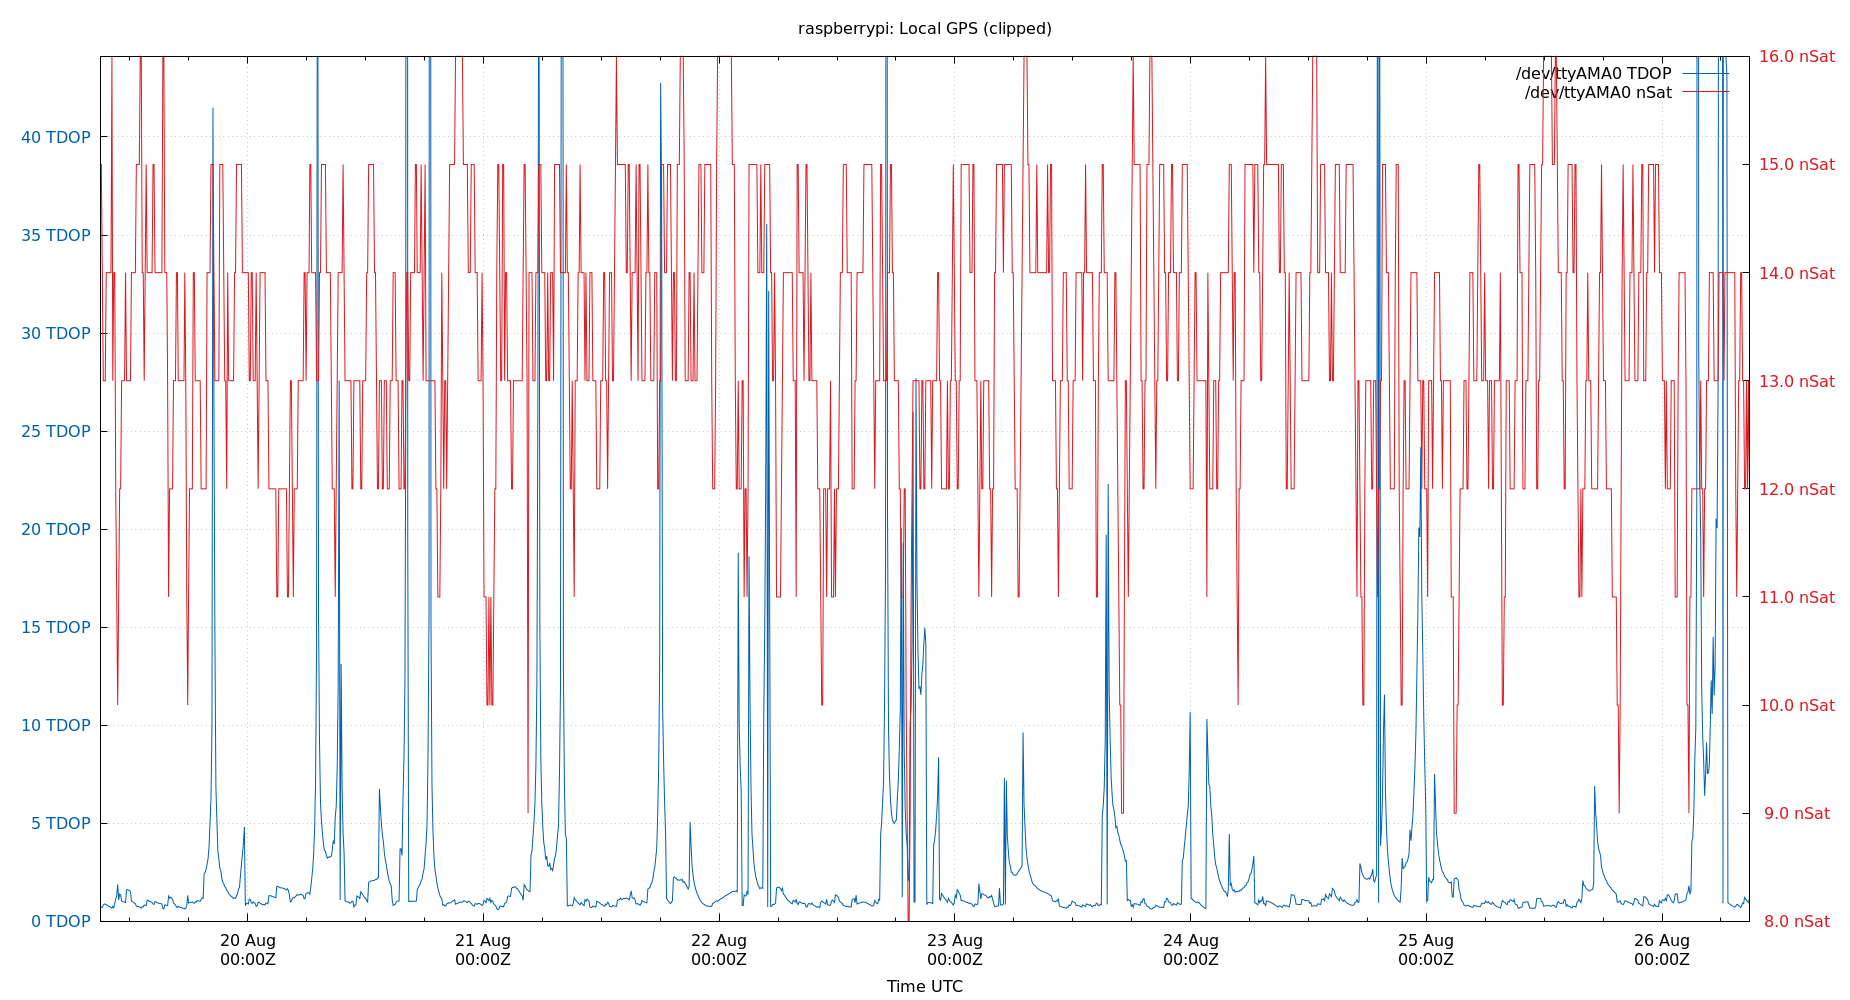 raspberrypi: Local GPS (clipped)
/dev/ttyAMA0 TDOP
/dev/ttyAMA0 nSat
40 TDOP
35 TDOP
30 TDOP
25 TDOP
20 TDOP
15 TDOP
10 TDOP
5 TDOP
0 TDOP
16.0 nSat
15.0 nSat
14.0 nSat
13.0 nSat
12.0 nSat
11.0 nSat
10.0 nSat
9.0 nSat
8.0 nSat
20 Aug
00:00Z
21 Aug
00:00Z
22 Aug
00:00Z
23 Aug
00:00Z
24 Aug
00:00Z
25 Aug
00:00Z
26 Aug
00:00Z
Time UTC